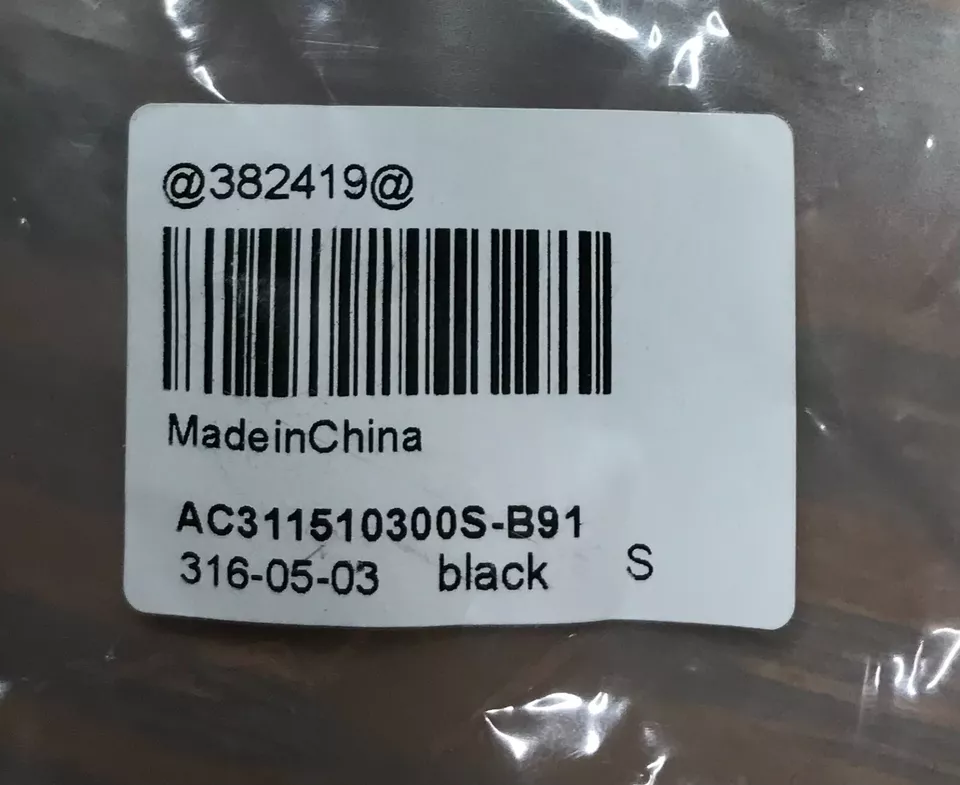 @382419@
MadeinChina
AC311510300S-B91
316-05-03 black S